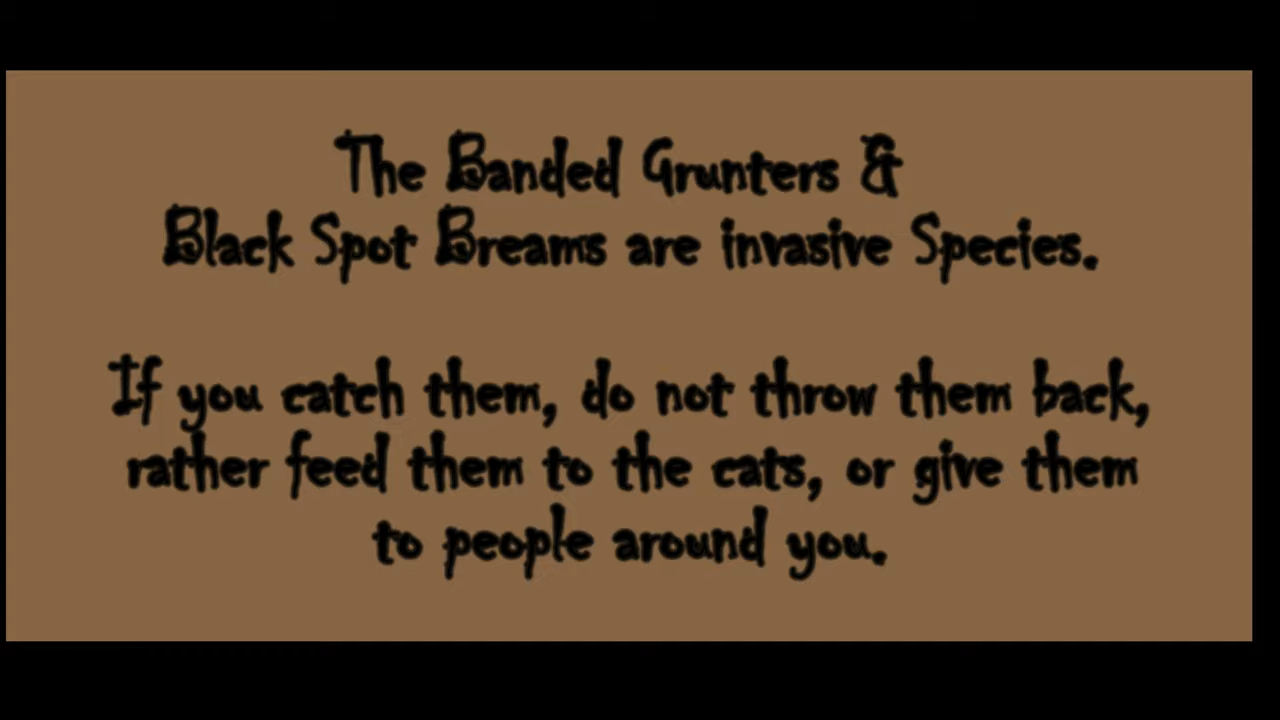 The Banded Grunters &
Black Spot Breams are invasive Species.
If you catch them, do not throw them back,
rather feed them to the cats, or give them
to people around you.